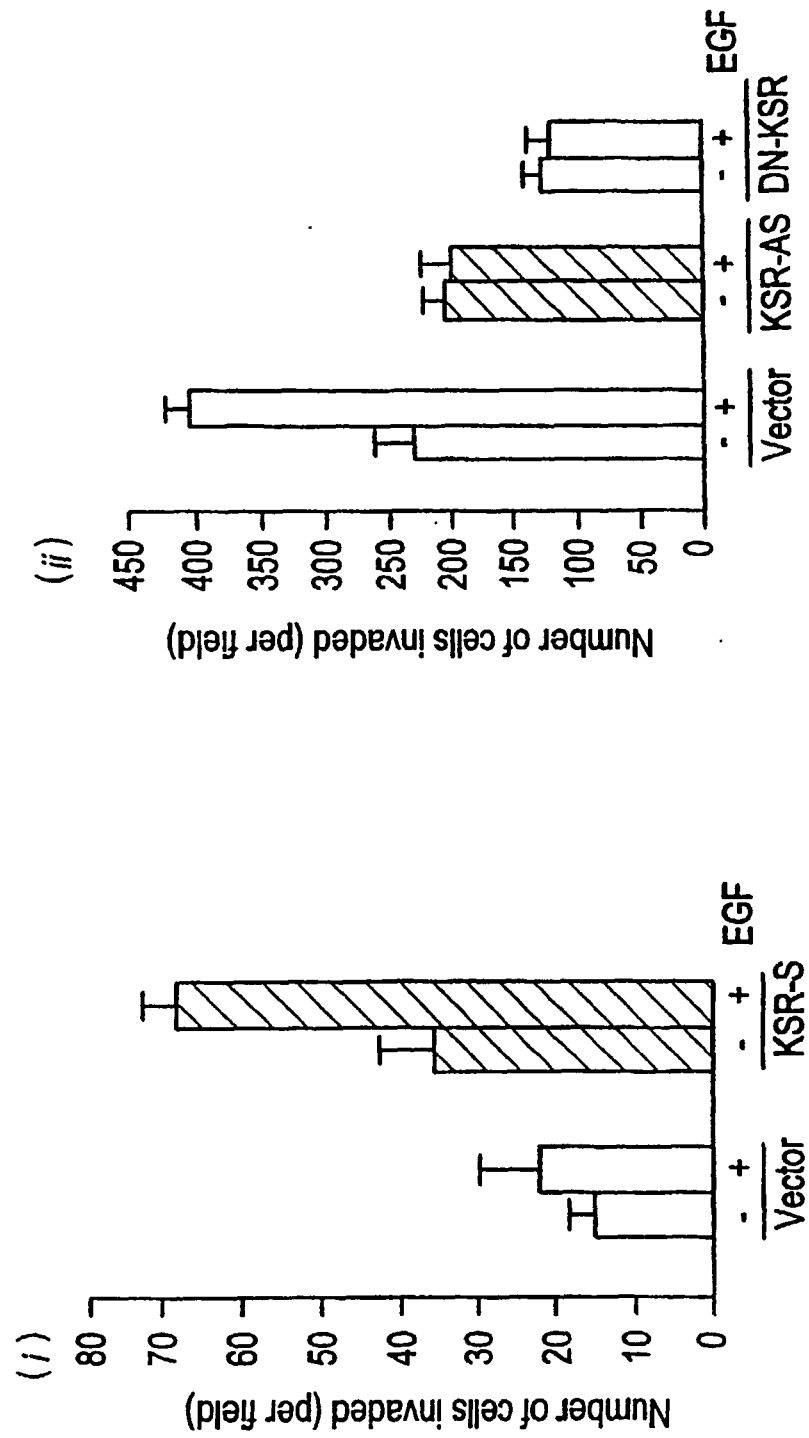 (i)
Number of cells invaded (per field)
80
70
60
50
40
30
20
10
0
- + - + EGF
Vector KSR-S
(ii)
Number of cells invaded (per field)
450
400
350
300
250
200
150
100
50
0
- + - + - + EGF
Vector KSR-AS DN-KSR